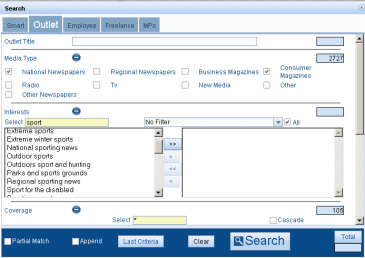 Search
Smart Outlet Employee Freelance MPs
Outlet Title
Media Type 2727
National Newspapers Regional Newspapers Business Magazines Consumer Magazines
Radio Tv New Media Other
Other Newspapers
Interests
Select sport No Filter All
Extreme sports
Extreme winter sports
National sporting news
Outdoor sports
Outdoors sport and hunting
Parks and sports grounds
Regional sporting news
Sport for the disabled
>>
>
<<
<
Coverage 105
Select * Cascade
Partial Match Append Last Criteria Clear Search Total